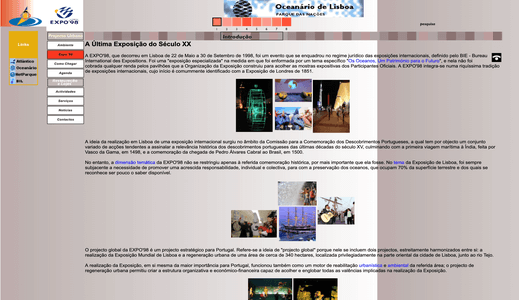 EXPO'98
Oceanário de Lisboa
PARQUE DAS NAÇÕES
1 2 3 4 5 6 7 8
pesquisa
Introdução
Links
Atlântico
Oceanário
NetParque
BIL
Ambiente
Expo '98
Como Chegar
Agenda
Actividades
Serviços
Notícias
Contactos
A Última Exposição do Século XX
A EXPO'98, que decorreu em Lisboa de 22 de Maio a 30 de Setembro de 1998, foi um evento que se enquadrou no regime jurídico das exposições internacionais, definido pelo BIE - Bureau
International des Expositions. Foi uma "exposição especializada" na medida em que foi enformada por um tema específico "Os Oceanos, Um Património para o Futuro", e nela não foi
cobrada qualquer renda pelos pavilhões que a Organização da Exposição construiu para acolher as mostras expositivas dos Participantes Oficiais. A EXPO'98 integra-se numa riquíssima tradição
de exposições internacionais, cujo início é comummente identificado com a Exposição de Londres de 1851.
A ideia da realização em Lisboa de uma exposição internacional surgiu no âmbito da Comissão para a Comemoração dos Descobrimentos Portugueses, a qual tem por objecto um conjunto
variado de acções tendentes a assinalar a relevância histórica dos descobrimentos portugueses das últimas décadas do século XV, culminando com a primeira viagem marítima à Índia, feita por
Vasco da Gama, em 1498, e a comemoração da chegada de Pedro Álvares Cabral ao Brasil, em 1500.
No entanto, a dimensão temática da EXPO'98 não se restringiu apenas à referida comemoração histórica, por mais importante que ela fosse. No tema da Exposição de Lisboa, foi sempre
subjacente a necessidade de promover uma acrescida responsabilidade, individual e colectiva, para com a preservação dos oceanos, que ocupam 70% da superfície terrestre e dos quais se
reconhece ser pouco o saber disponível.
O projecto global da EXPO'98 é um projecto estratégico para Portugal. Refere-se a ideia de "projecto global" porque nele se incluem dois projectos, estreitamente harmonizados entre si: a
realização da Exposição Mundial de Lisboa e a regeneração urbana de uma área de cerca de 340 hectares, localizada privilegiadamente na parte oriental da cidade de Lisboa, junto ao rio Tejo.
A realização da Exposição, em si mesma da maior importância para Portugal, funcionou também como um motor de reabilitação urbanística e ambiental da referida área; o projecto de
regeneração urbana permitiu criar a estrutura organizativa e económico-financeira capaz de acolher e englobar todas as valências implicadas na realização da Exposição.